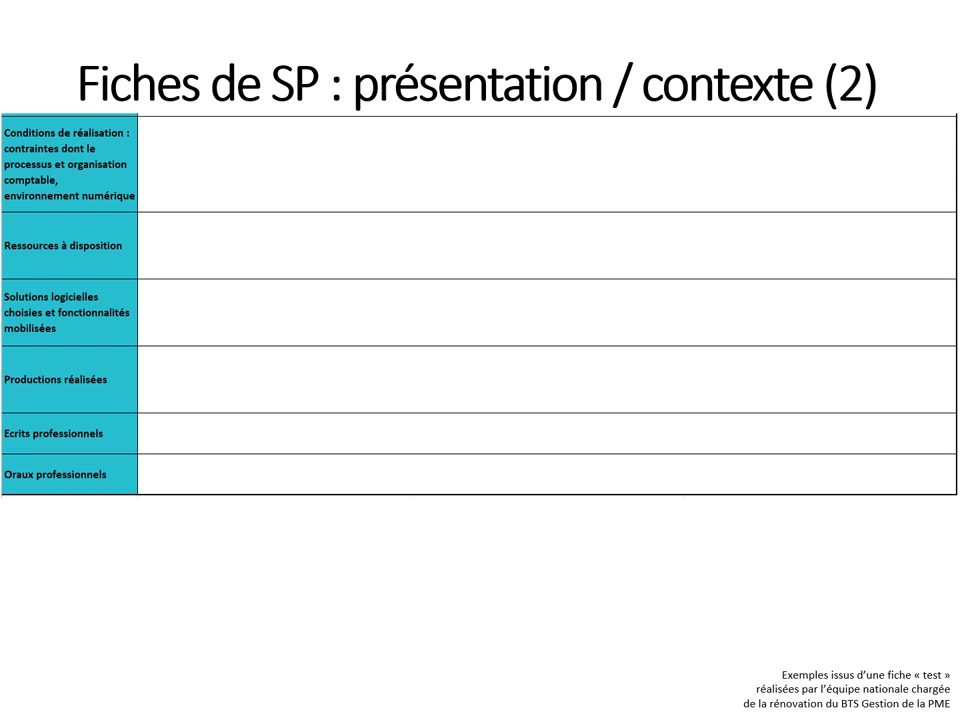 Fiches de SP : présentation / contexte (2)
Conditions de réalisation :
contraintes dont le
processus et organisation
comptable,
environnement numérique
Ressources à disposition
Solutions logicielles
choisies et fonctionnalités
mobilisées
Productions réalisées
Ecrits professionnels
Oraux professionnels
Exemples issus d’une fiche « test »
réalisées par l’équipe nationale chargée
de la rénovation du BTS Gestion de la PME